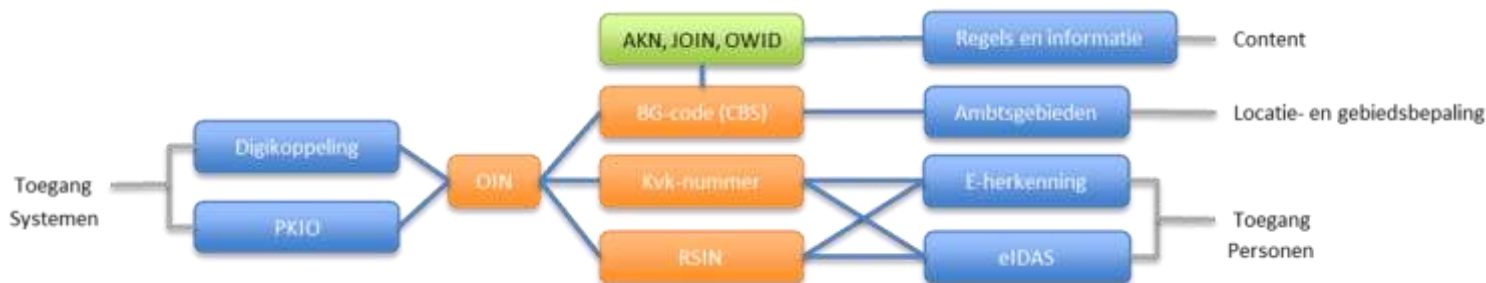 AKN, JOIN, OWID
Regels en informatie
Content
BG-code (CBS)
Ambtsgebieden
Locatie- en gebiedsbepaling
Digikoppeling
Toegang
Systemen
OIN
Kvk-nummer
E-herkenning
PKIO
RSIN
eIDAS
Toegang
Personen